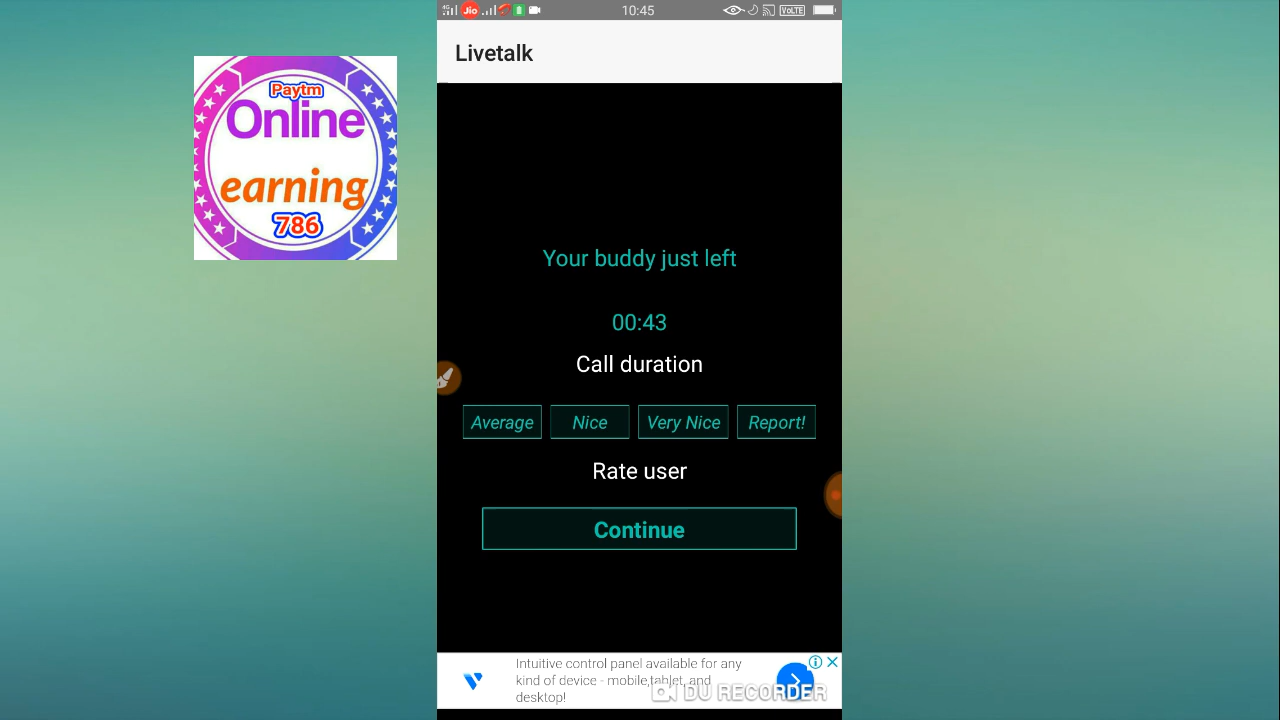 Paytm
Online
earning
786
4G
Jio
10:45
VoLTE
Livetalk
Your buddy just left
00:43
Call duration
Average
Nice
Very Nice
Report!
Rate user
Continue
Intuitive control panel available for any
kind of device - mobile,tablet, and
desktop!
DU RECORDER